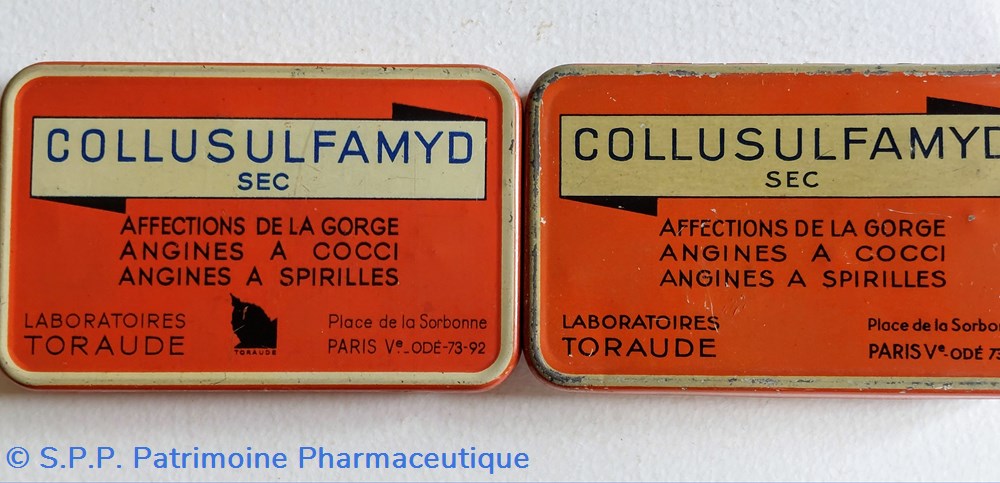 COLLUSULFAMYD
SEC
AFFECTIONS DE LA GORGE
ANGINES A COCCI
ANGINES A SPIRILLES
LABORATOIRES
TORAUDE
TORAUDE
Place de la Sorbonne
PARIS Ve_ODÉ-73-92
COLLUSULFAMYD
SEC
AFFECTIONS DE LA GORGE
ANGINES A COCCI
ANGINES A SPIRILLES
LABORATOIRES
TORAUDE
Place de la Sorbo
PARIS Ve-ODÉ 73
© S.P.P. Patrimoine Pharmaceutique